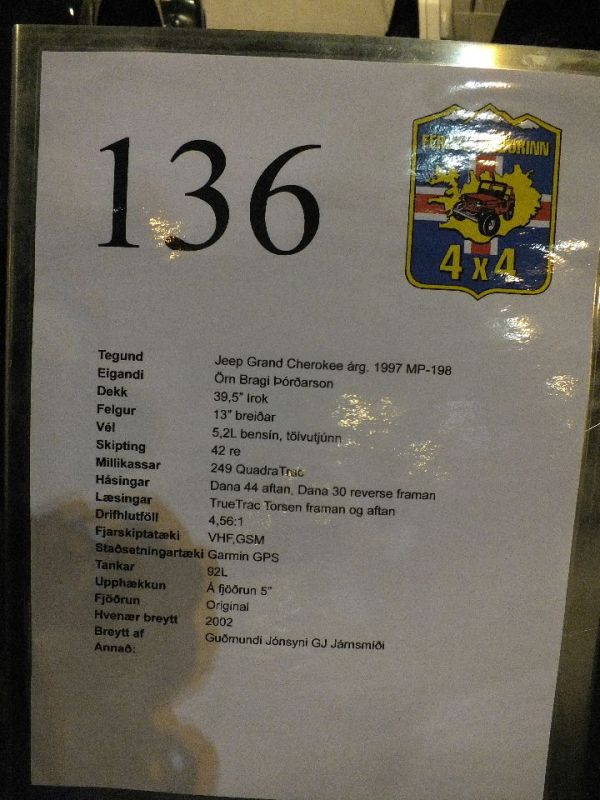 136
4 x 4
Tegund Jeep Grand Cherokee árg. 1997 MP-198
Eigandi Örn Bragi Þórðarson
Dekk 39,5" Irok
Felgur 13" breiðar
Vél 5,2L bensín, tölvutjúnn
Skipting 42 re
Millikassar 249 QuadraTrac
Hásingar Dana 44 aftan, Dana 30 reverse framan
Læsingar TrueTrac Torsen framan og aftan
Drifhlutföll 4,56:1
Fjarskiptatæki VHF,GSM
Staðsetningartæki Garmin GPS
Tankar 92L
Upphækkun Á fjöðrun 5"
Fjöðrun Original
Hvenær breytt 2002
Breytt af Guðmundi Jónsyni GJ Járnsmíði
Annað: